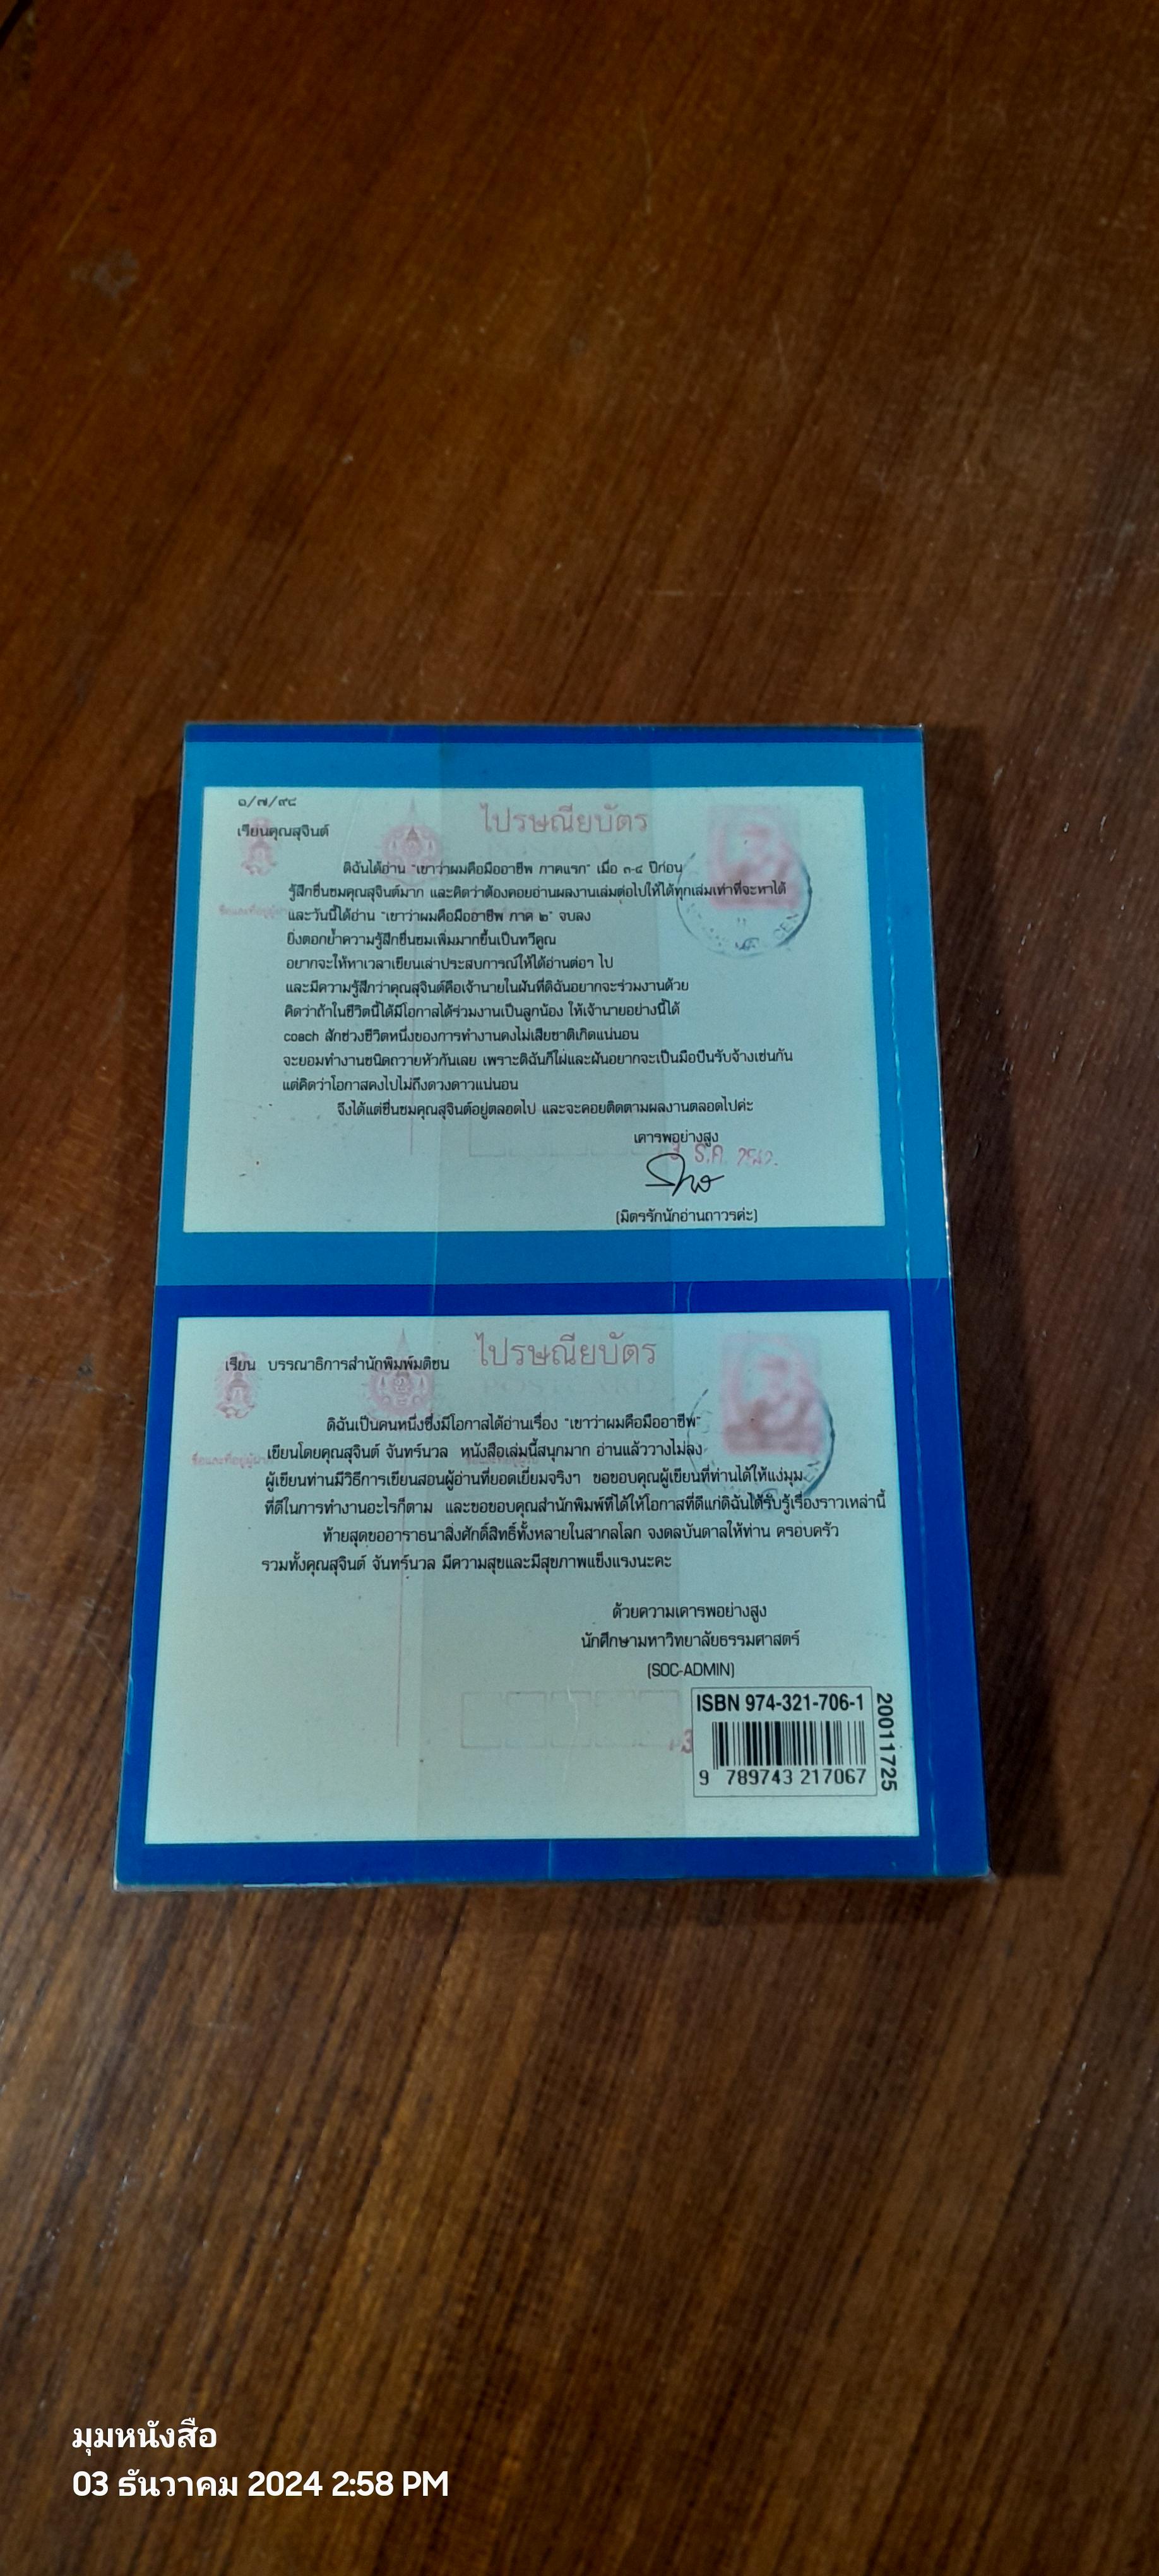 ๑/๗/๙๘
เรียนคุณสุจินต์
ไปรษณียบัตร
ดิฉันได้อ่าน "เขาว่าผมคือมืออาชีพ ภาคแรก" เมื่อ ๓-๔ ปีก่อน
รู้สึกชื่นชมคุณสุจินต์มาก และคิดว่าต้องคอยอ่านผลงานเล่มต่อไปให้ได้ทุกเล่มเท่าที่จะหาได้
และวันนี้ได้อ่าน "เขาว่าผมคือมืออาชีพ ภาค ๒" จบลง
ยิ่งตอกย้ำความรู้สึกชื่นชมเพิ่มมากขึ้นเป็นทวีคูณ
อยากจะให้หาเวลาเขียนเล่าประสบการณ์ให้ได้อ่านต่อๆ ไป
และมีความรู้สึกว่าคุณสุจินต์คือเจ้านายในฝันที่ดิฉันอยากจะร่วมงานด้วย
คิดว่าถ้าในชีวิตนี้ได้มีโอกาสได้ร่วมงานเป็นลูกน้อง ให้เจ้านายอย่างนี้ได้
coach สักช่วงชีวิตหนึ่งของการทำงานคงไม่เสียชาติเกิดแน่นอน
จะยอมทำงานชนิดถวายหัวกันเลย เพราะดิฉันก็ใฝ่และฝันอยากจะเป็นมือปืนรับจ้างเช่นกัน
แต่คิดว่าโอกาสคงไปไม่ถึงดวงดาวแน่นอน
จึงได้แต่ชื่นชมคุณสุจินต์อยู่ตลอดไป และจะคอยติดตามผลงานตลอดไปค่ะ
เคารพอย่างสูง
3 ธ.ค. 2542
(มิตรรักนักอ่านถาวรค่ะ)
ไปรษณียบัตร
POSTCARD
เรียน บรรณาธิการสำนักพิมพ์มติชน
ดิฉันเป็นคนหนึ่งซึ่งมีโอกาสได้อ่านเรื่อง "เขาว่าผมคือมืออาชีพ"
เขียนโดยคุณสุจินต์ จันทร์นวล หนังสือเล่มนี้สนุกมาก อ่านแล้ววางไม่ลง
ผู้เขียนท่านมีวิธีการเขียนสอนผู้อ่านที่ยอดเยี่ยมจริงๆ ขอขอบคุณผู้เขียนที่ท่านได้ให้แง่มุม
ที่ดีในการทำงานอะไรก็ตาม และขอขอบคุณสำนักพิมพ์ที่ได้ให้โอกาสที่ดีแก่ดิฉันได้รับรู้เรื่องราวเหล่านี้
ท้ายสุดขออาราธนาสิ่งศักดิ์สิทธิ์ทั้งหลายในสากลโลก จงดลบันดาลให้ท่าน ครอบครัว
รวมทั้งคุณสุจินต์ จันทร์นวล มีความสุขและมีสุขภาพแข็งแรงนะคะ
ด้วยความเคารพอย่างสูง
นักศึกษามหาวิทยาลัยธรรมศาสตร์
(SOC-ADMIN)
ISBN 974-321-706-1
9 789743 217067
20011725
มุมหนังสือ
03 ธันวาคม 2024 2:58 PM